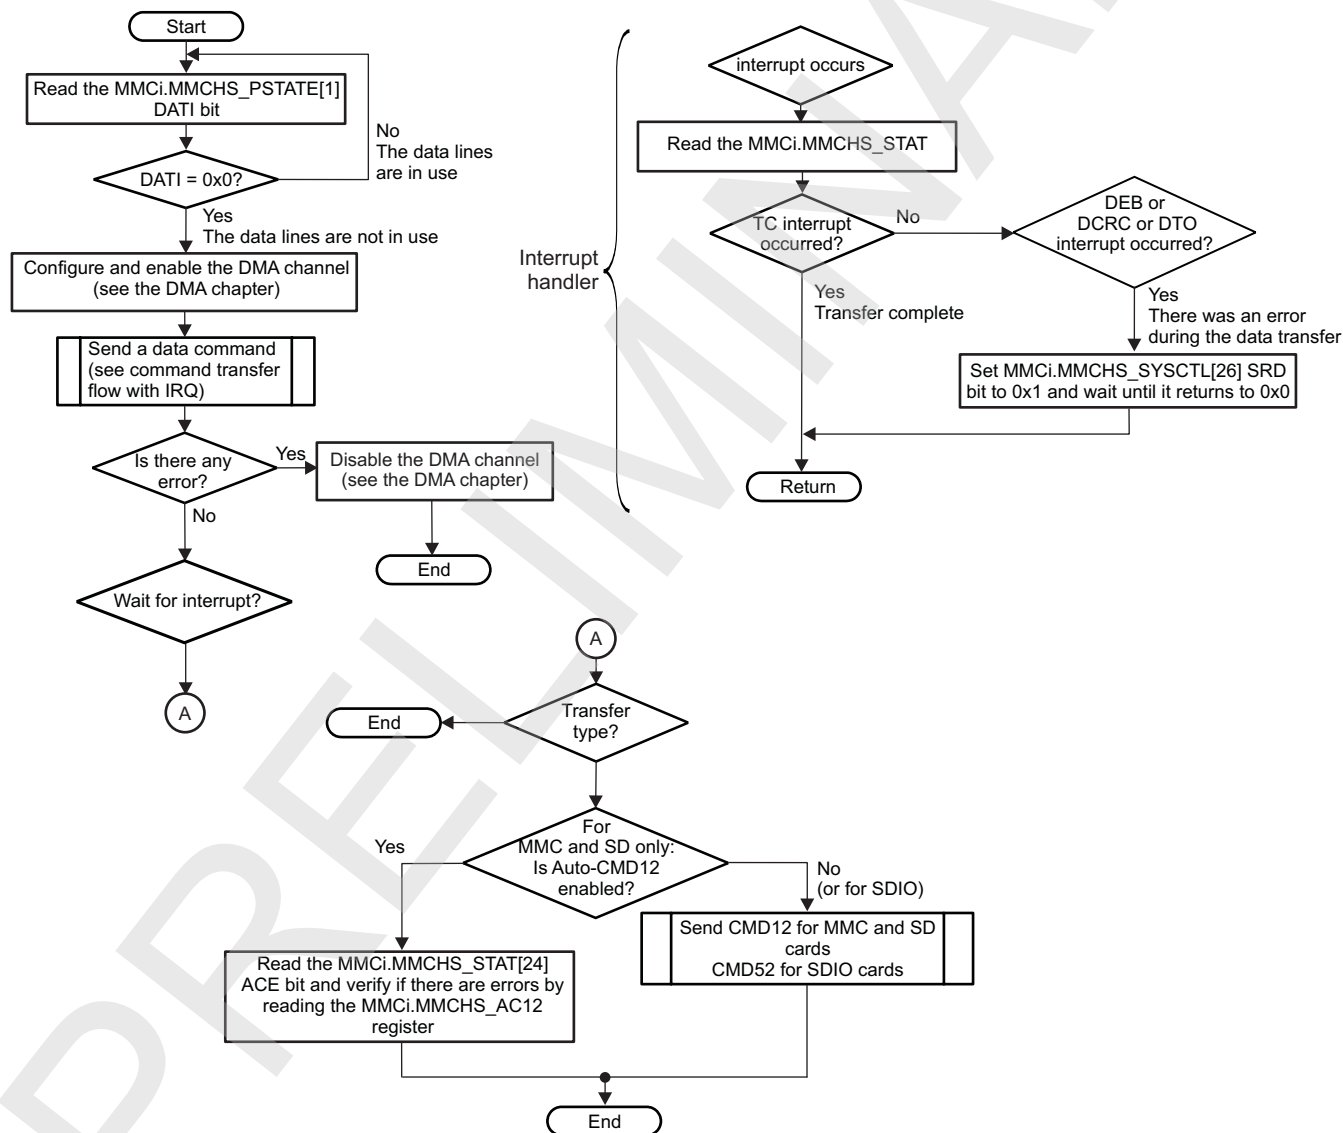 Start
Read the MMCi.MMCHS_PSTATE[1]
DATI bit
No
The data lines
are in use
DATI = 0x0?
Yes
The data lines are not in use
Configure and enable the DMA channel
(see the DMA chapter)
Send a data command
(see command transfer
flow with IRQ)
Is there any
error?
Yes
Disable the DMA channel
(see the DMA chapter)
No
End
Wait for interrupt?
A
Interrupt
handler
interrupt occurs
Read the MMCi.MMCHS_STAT
TC interrupt
occurred?
No
DEB or
DCRC or DTO
interrupt occurred?
Yes
Transfer complete
Yes
There was an error
during the data transfer
Set MMCi.MMCHS_SYSCTL[26] SRD
bit to 0x1 and wait until it returns to 0x0
Return
A
Transfer
type?
End
For
MMC and SD only:
Is Auto-CMD12
enabled?
Yes
No
(or for SDIO)
Send CMD12 for MMC and SD
cards
CMD52 for SDIO cards
Read the MMCi.MMCHS_STAT[24]
ACE bit and verify if there are errors by
reading the MMCi.MMCHS_AC12
register
End
PRELIMINA